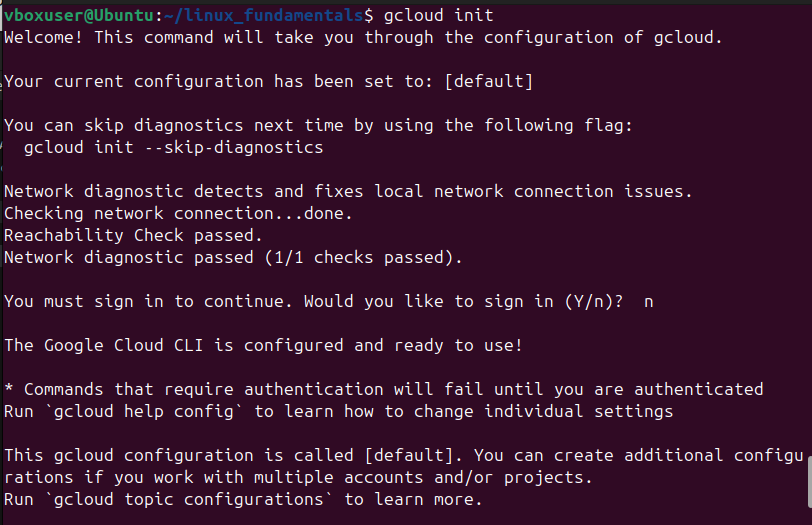 vboxuser@Ubuntu:~/linux_fundamentals$ gcloud init
Welcome! This command will take you through the configuration of gcloud.
Your current configuration has been set to: [default]
You can skip diagnostics next time by using the following flag:
  gcloud init --skip-diagnostics
Network diagnostic detects and fixes local network connection issues.
Checking network connection...done.
Reachability Check passed.
Network diagnostic passed (1/1 checks passed).
You must sign in to continue. Would you like to sign in (Y/n)?  n
The Google Cloud CLI is configured and ready to use!
* Commands that require authentication will fail until you are authenticated
Run `gcloud help config` to learn how to change individual settings
This gcloud configuration is called [default]. You can create additional configu
rations if you work with multiple accounts and/or projects.
Run `gcloud topic configurations` to learn more.